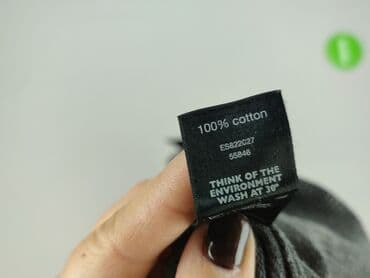 100% cotton
ES822C27
55846
THINK OF THE
ENVIRONMENT
WASH AT 30°